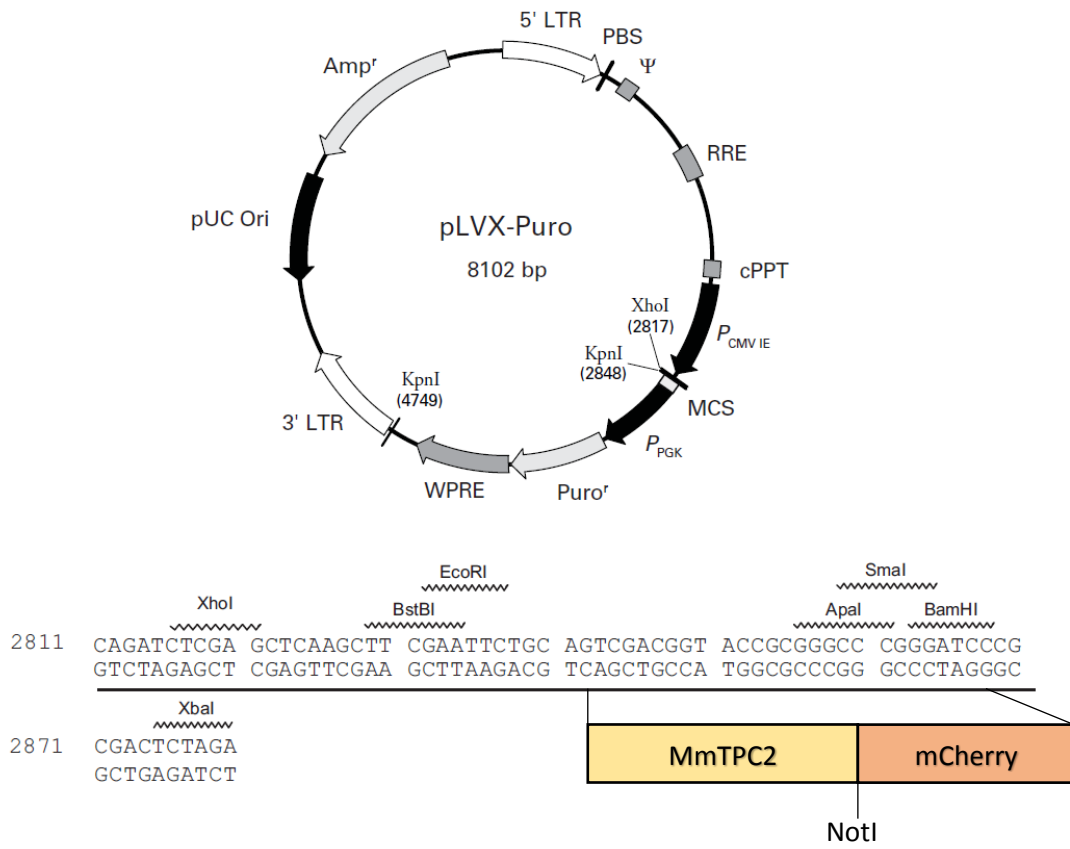 5' LTR
PBS
Ψ
Ampʳ
RRE
pUC Ori
pLVX-Puro
8102 bp
cPPT
XhoI
(2817)
P CMV IE
KpnI
(2848)
KpnI
(4749)
MCS
3' LTR
P PGK
WPRE
Puroʳ
EcoRI
SmaI
XhoI
BstBI
ApaI
BamHI
2811 CAGATCTCGA GCTCAAGCTT CGAATTCTGC AGTCGACGGT ACCGCGGGCC CGGGATCCCG
GTCTAGAGCT CGAGTTCGAA GCTTAAGACG TCAGCTGCCA TGGCGCCCGG GCCCTAGGGC
XbaI
2871 CGACTCTAGA
GCTGAGATCT
MmTPC2
mCherry
NotI